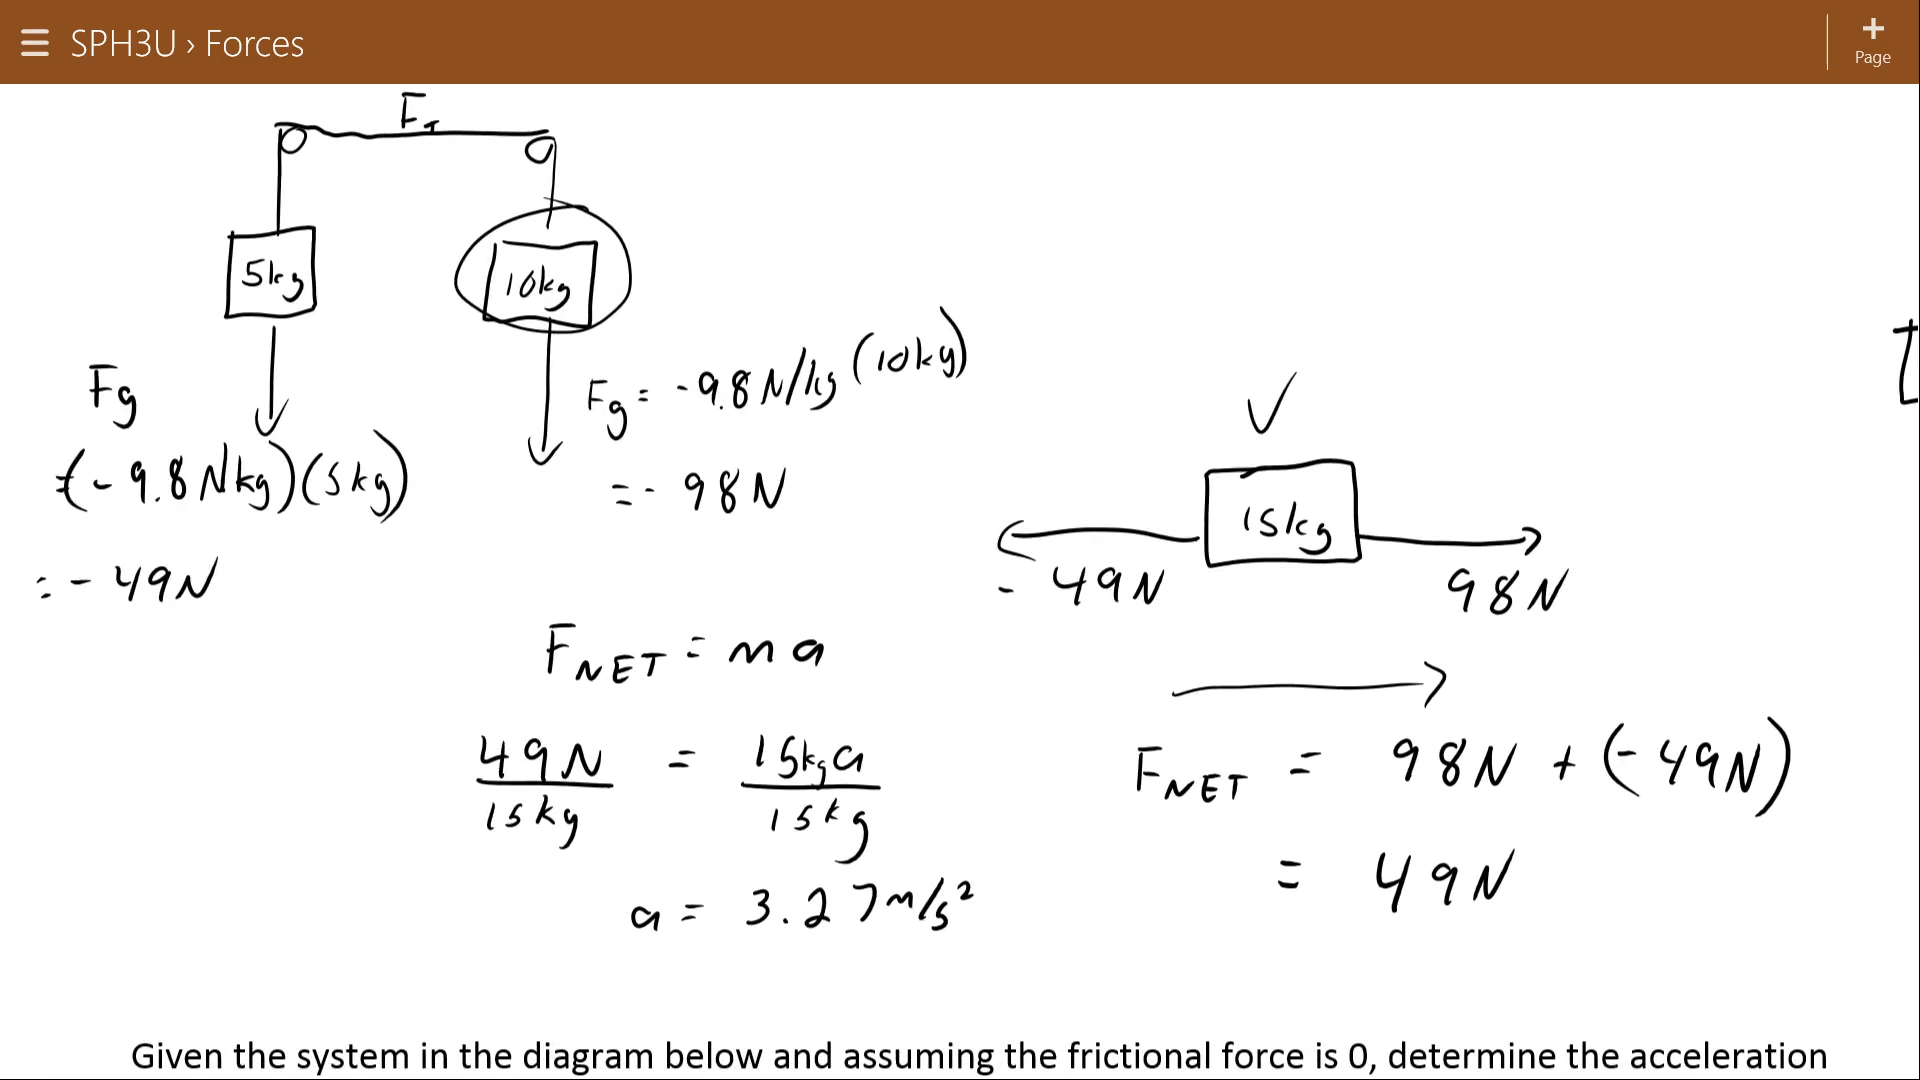 SPH3U › Forces
+
Page
F_T
5kg
10kg
Fg = -9.8 N/kg (10kg)
= - 98N
Fg
= (- 9.8 Nkg)(5kg)
= - 49N
15kg
- 49N
98N
F_NET = ma
49N / 15kg = 15kg a / 15kg
a = 3.27 m/s²
F_NET = 98N + (- 49N)
= 49N
Given the system in the diagram below and assuming the frictional force is 0, determine the acceleration